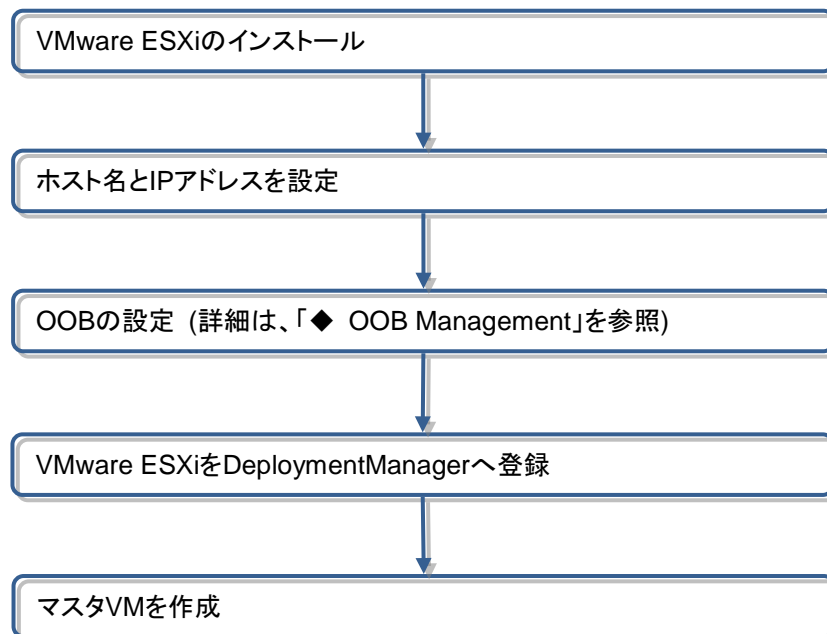 VMware ESXiのインストール
ホスト名とIPアドレスを設定
OOBの設定 (詳細は、「◆ OOB Management」を参照)
VMware ESXiをDeploymentManagerへ登録
マスタVMを作成